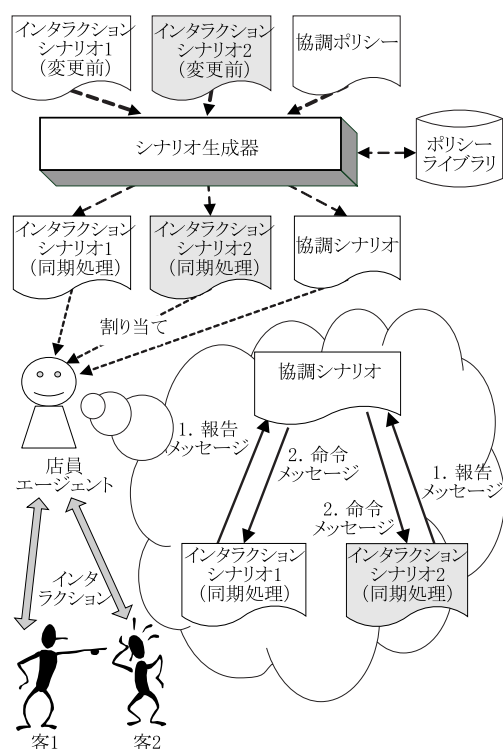 インタラクション
シナリオ1
（変更前）
インタラクション
シナリオ2
（変更前）
協調ポリシー
シナリオ生成器
ポリシー
ライブラリ
インタラクション
シナリオ1
（同期処理）
インタラクション
シナリオ2
（同期処理）
協調シナリオ
割り当て
協調シナリオ
1. 報告
メッセージ
2. 命令
メッセージ
1. 報告
メッセージ
2. 命令
メッセージ
店員
エージェント
インタラクション
シナリオ1
（同期処理）
インタラクション
シナリオ2
（同期処理）
インタ
ラクション
客1
客2